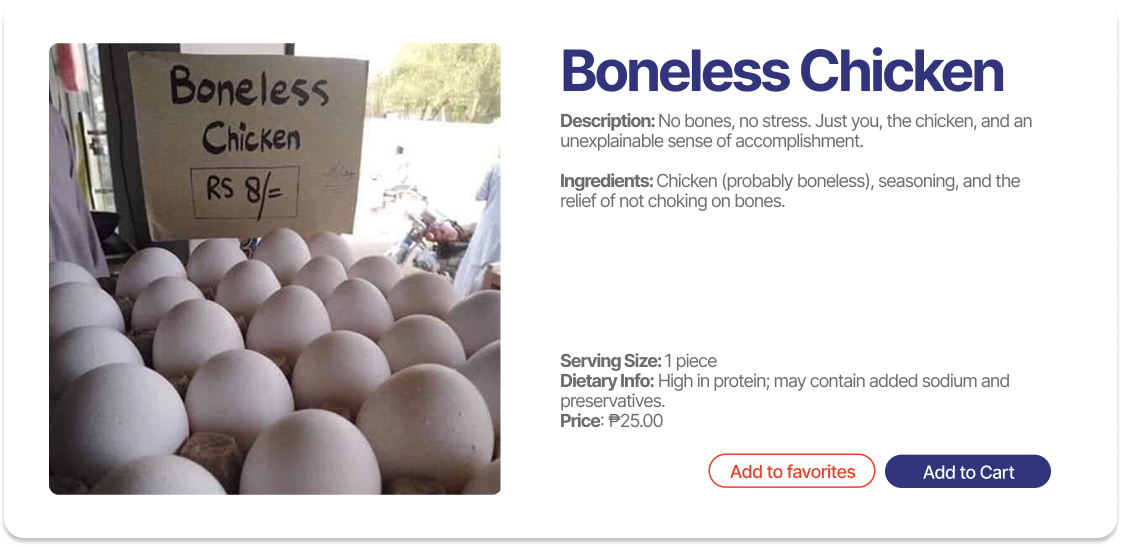 Boneless
Chicken
RS 8/=
Boneless Chicken
Description: No bones, no stress. Just you, the chicken, and an
unexplainable sense of accomplishment.
Ingredients: Chicken (probably boneless), seasoning, and the
relief of not choking on bones.
Serving Size: 1 piece
Dietary Info: High in protein; may contain added sodium and
preservatives.
Price: ₱25.00
Add to favorites
Add to Cart